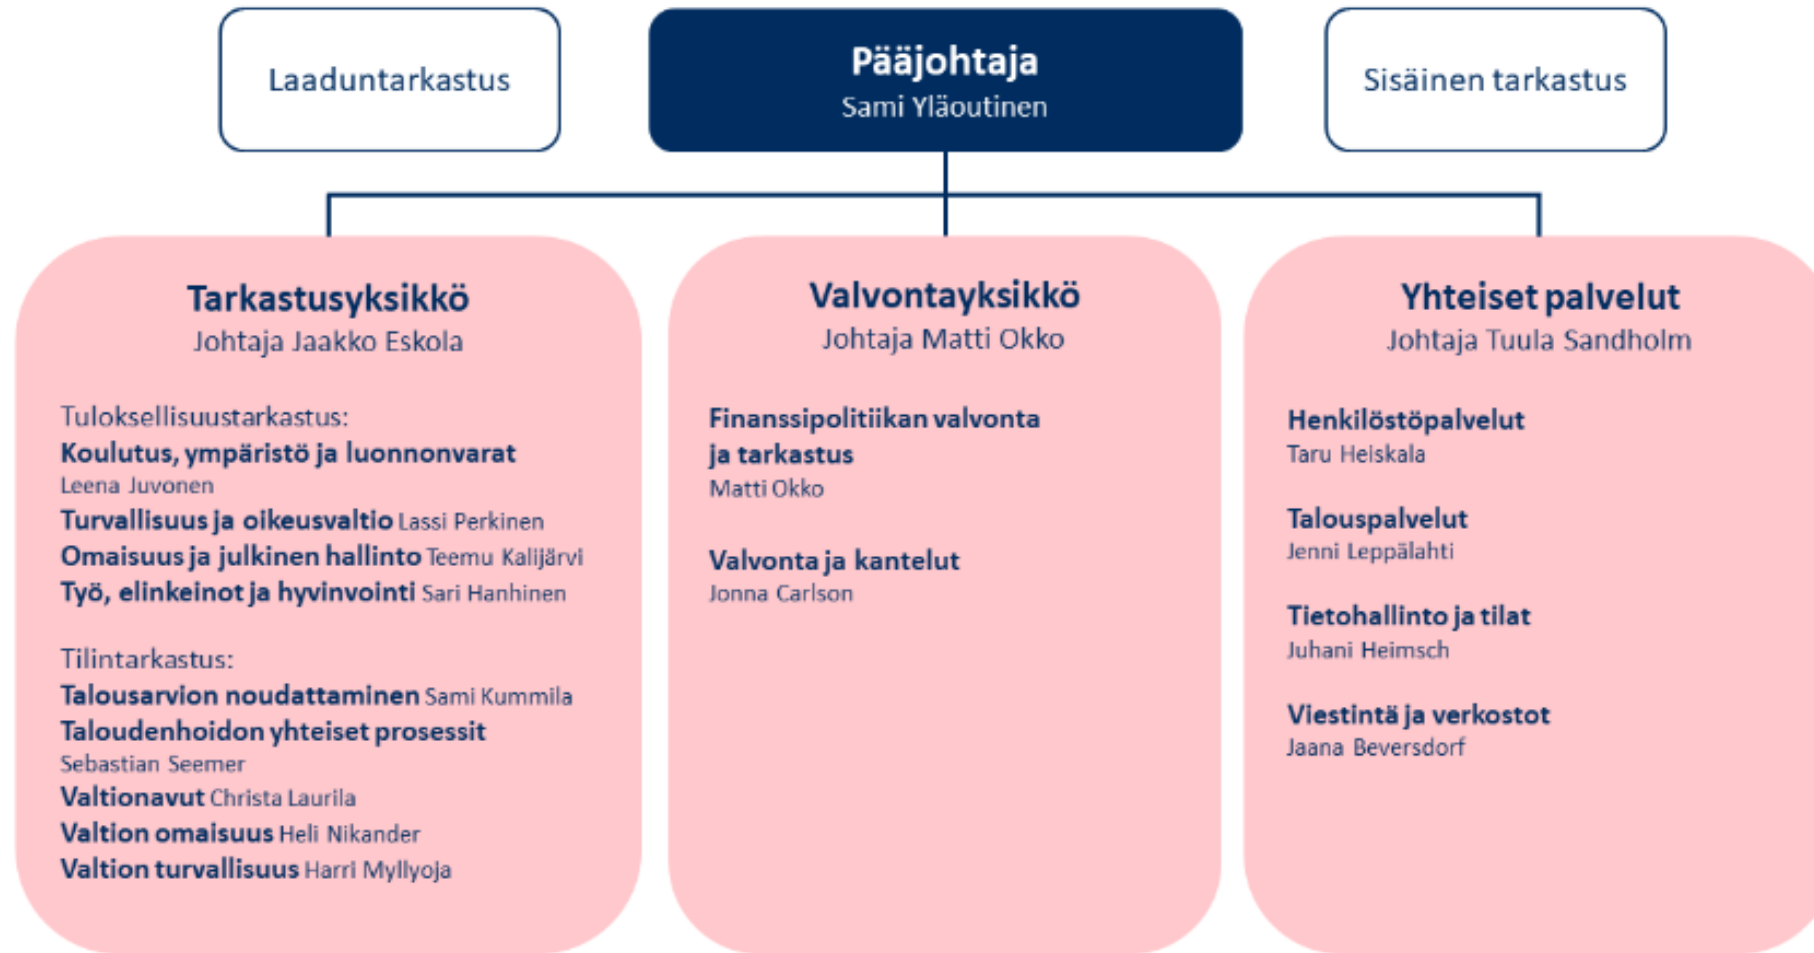 Laaduntarkastus
Pääjohtaja
Sami Yläoutinen
Sisäinen tarkastus
Tarkastusyksikkö
Johtaja Jaakko Eskola
Tuloksellisuustarkastus:
Koulutus, ympäristö ja luonnonvarat
Leena Juvonen
Turvallisuus ja oikeusvaltio Lassi Perkinen
Omaisuus ja julkinen hallinto Teemu Kalijärvi
Työ, elinkeinot ja hyvinvointi Sari Hanhinen
Tilintarkastus:
Talousarvion noudattaminen Sami Kummila
Taloudenhoidon yhteiset prosessit
Sebastian Seemer
Valtionavut Christa Laurila
Valtion omaisuus Heli Nikander
Valtion turvallisuus Harri Myllyoja
Valvontayksikkö
Johtaja Matti Okko
Finanssipolitiikan valvonta
ja tarkastus
Matti Okko
Valvonta ja kantelut
Jonna Carlson
Yhteiset palvelut
Johtaja Tuula Sandholm
Henkilöstöpalvelut
Taru Heiskala
Talouspalvelut
Jenni Leppälahti
Tietohallinto ja tilat
Juhani Heimsch
Viestintä ja verkostot
Jaana Beversdorf